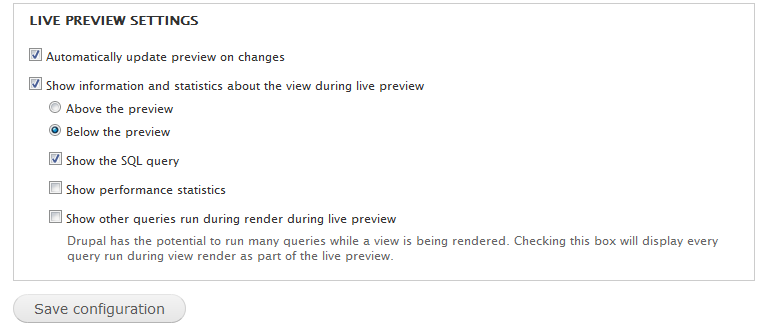 LIVE PREVIEW SETTINGS
Automatically update preview on changes
Show information and statistics about the view during live preview
Above the preview
Below the preview
Show the SQL query
Show performance statistics
Show other queries run during render during live preview
Drupal has the potential to run many queries while a view is being rendered. Checking this box will display every
query run during view render as part of the live preview.
Save configuration